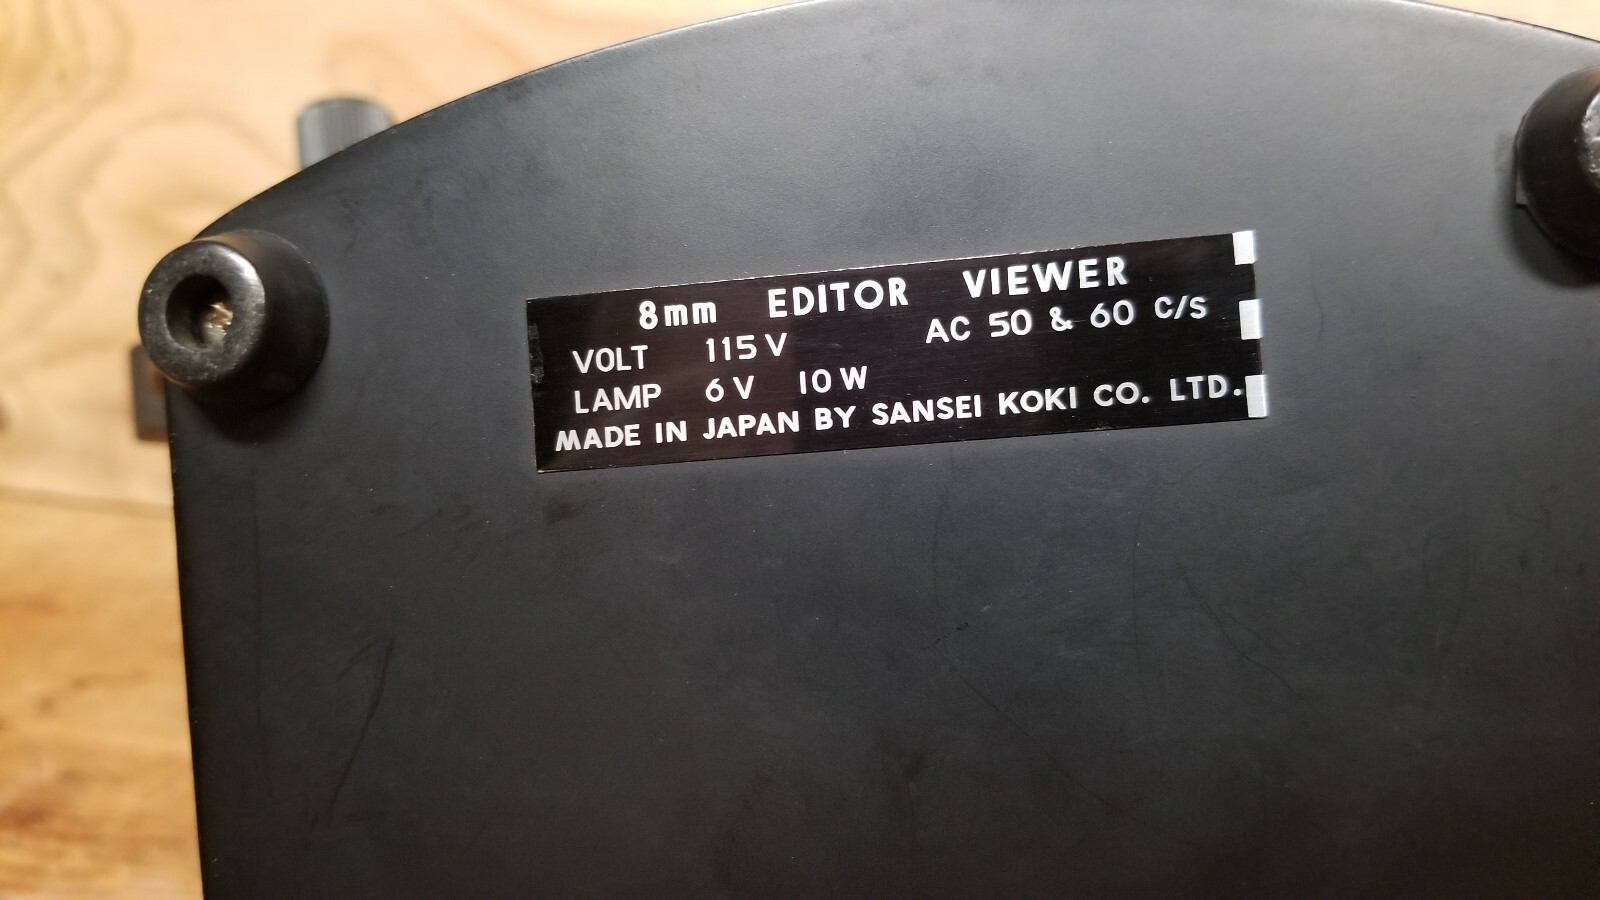 8mm EDITOR VIEWER
VOLT 115V AC 50 & 60 C/S
LAMP 6V 10W
MADE IN JAPAN BY SANSEI KOKI CO. LTD.